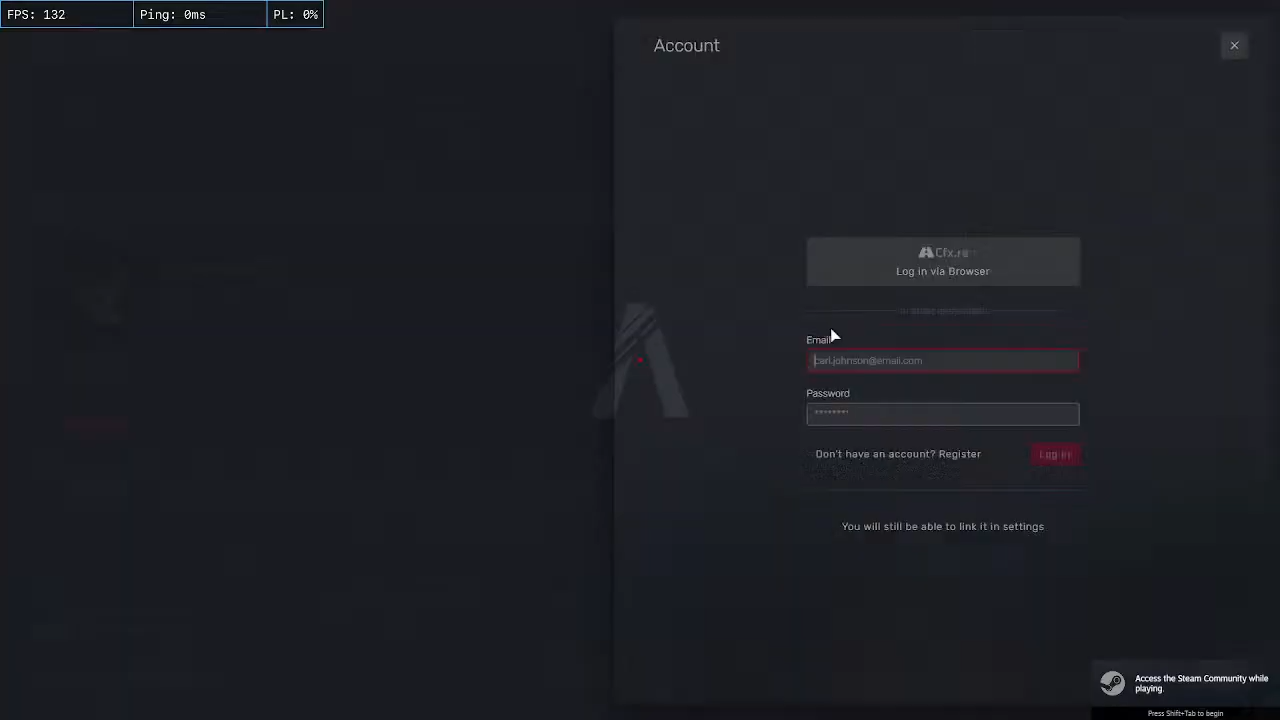 FPS: 132 Ping: 0ms PL: 0%
Account
Cfx.re
Log in via Browser
Email
carl.johnson@email.com
Password
*******
Don't have an account? Register Log in
You will still be able to link it in settings
Access the Steam Community while
playing.
Press Shift+Tab to begin